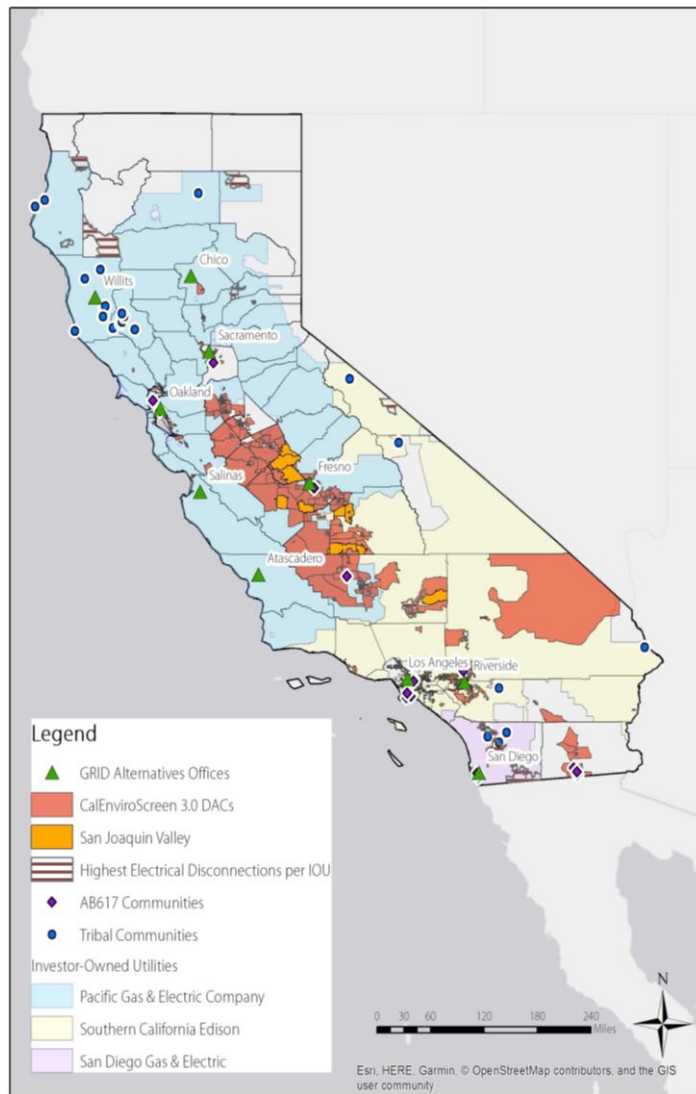 Chico
Willits
Sacramento
Oakland
Fresno
Salinas
Atascadero
Los Angeles
Riverside
San Diego
Legend
GRID Alternatives Offices
CalEnviroScreen 3.0 DACs
San Joaquin Valley
Highest Electrical Disconnections per IOU
AB617 Communities
Tribal Communities
Investor-Owned Utilities
Pacific Gas & Electric Company
Southern California Edison
San Diego Gas & Electric
N
0 30 60 120 180 240
Miles
Esri, HERE, Garmin, © OpenStreetMap contributors, and the GIS
user community